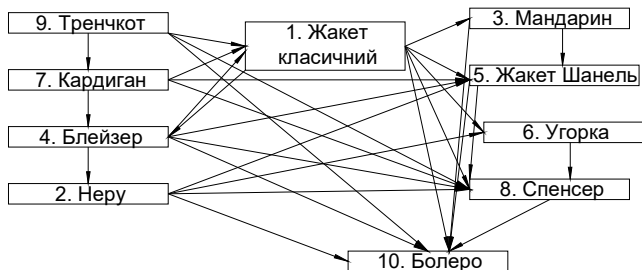 9. Тренчкот
7. Кардиган
4. Блейзер
2. Неру
1. Жакет
класичний
3. Мандарин
5. Жакет Шанель
6. Угорка
8. Спенсер
10. Болеро